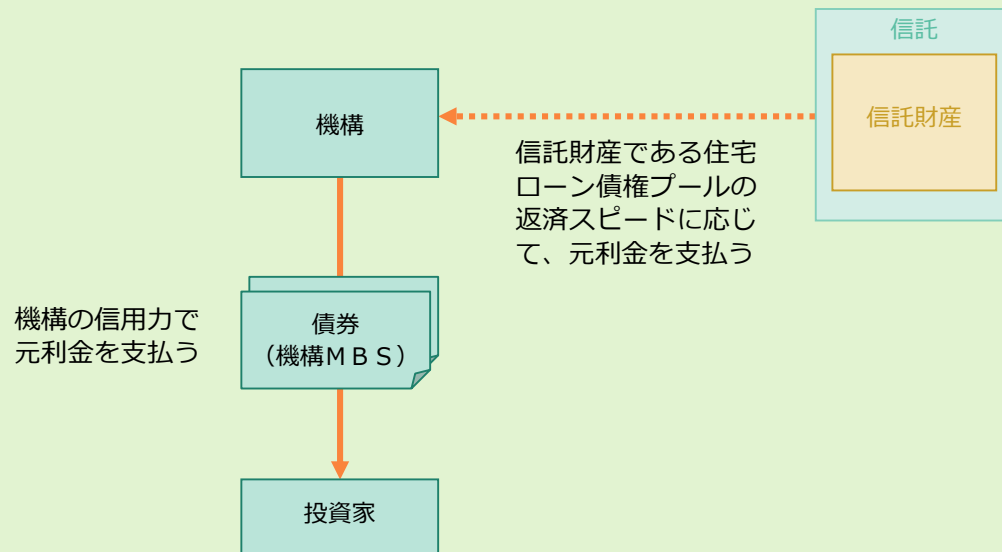 信託
信託財産
機構
信託財産である住宅
ローン債権プールの
返済スピードに応じ
て、元利金を支払う
機構の信用力で
元利金を支払う
債券
（機構ＭＢＳ）
投資家